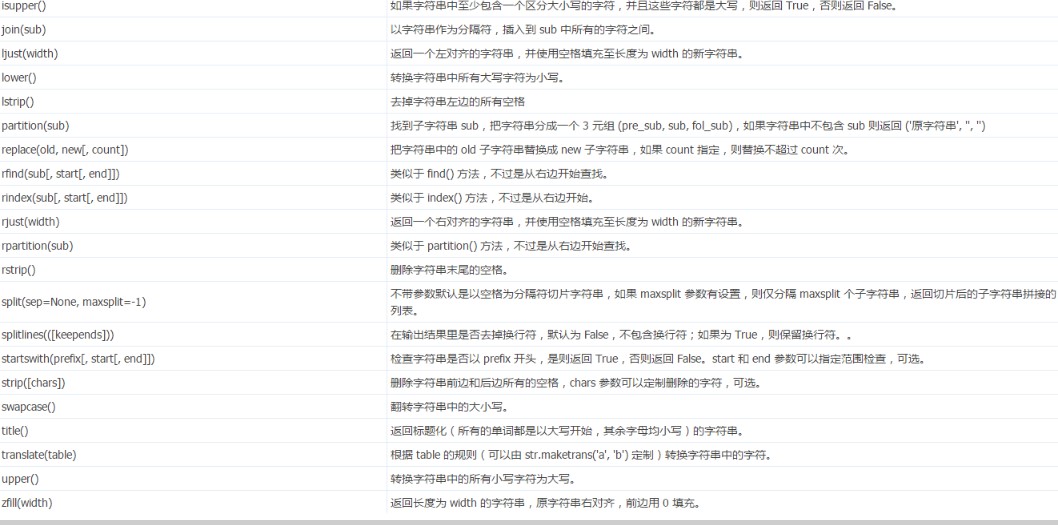 isupper() 如果字符串中至少包含一个区分大小写的字符，并且这些字符都是大写，则返回 True，否则返回 False。
join(sub) 以字符串作为分隔符，插入到 sub 中所有的字符之间。
ljust(width) 返回一个左对齐的字符串，并使用空格填充至长度为 width 的新字符串。
lower() 转换字符串中所有大写字符为小写。
lstrip() 去掉字符串左边的所有空格
partition(sub) 找到子字符串 sub，把字符串分成一个 3 元组 (pre_sub, sub, fol_sub)，如果字符串中不包含 sub 则返回 ('原字符串', '', '')
replace(old, new[, count]) 把字符串中的 old 子字符串替换成 new 子字符串，如果 count 指定，则替换不超过 count 次。
rfind(sub[, start[, end]]) 类似于 find() 方法，不过是从右边开始查找。
rindex(sub[, start[, end]]) 类似于 index() 方法，不过是从右边开始。
rjust(width) 返回一个右对齐的字符串，并使用空格填充至长度为 width 的新字符串。
rpartition(sub) 类似于 partition() 方法，不过是从右边开始查找。
rstrip() 删除字符串末尾的空格。
split(sep=None, maxsplit=-1) 不带参数默认是以空格为分隔符切片字符串，如果 maxsplit 参数有设置，则仅分隔 maxsplit 个子字符串，返回切片后的子字符串拼接的
列表。
splitlines(([keepends])) 在输出结果里是否去掉换行符，默认为 False，不包含换行符；如果为 True，则保留换行符。。
startswith(prefix[, start[, end]]) 检查字符串是否以 prefix 开头，是则返回 True，否则返回 False。start 和 end 参数可以指定范围检查，可选。
strip([chars]) 删除字符串前边和后边所有的空格，chars 参数可以定制删除的字符，可选。
swapcase() 翻转字符串中的大小写。
title() 返回标题化（所有的单词都是以大写开始，其余字母均小写）的字符串。
translate(table) 根据 table 的规则（可以由 str.maketrans('a', 'b') 定制）转换字符串中的字符。
upper() 转换字符串中的所有小写字符为大写。
zfill(width) 返回长度为 width 的字符串，原字符串右对齐，前边用 0 填充。